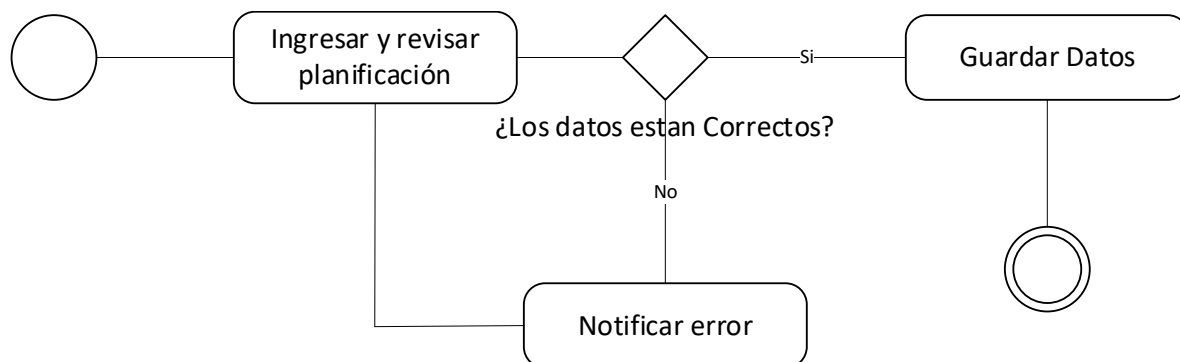 Ingresar y revisar
planificación
Si
Guardar Datos
¿Los datos estan Correctos?
No
Notificar error